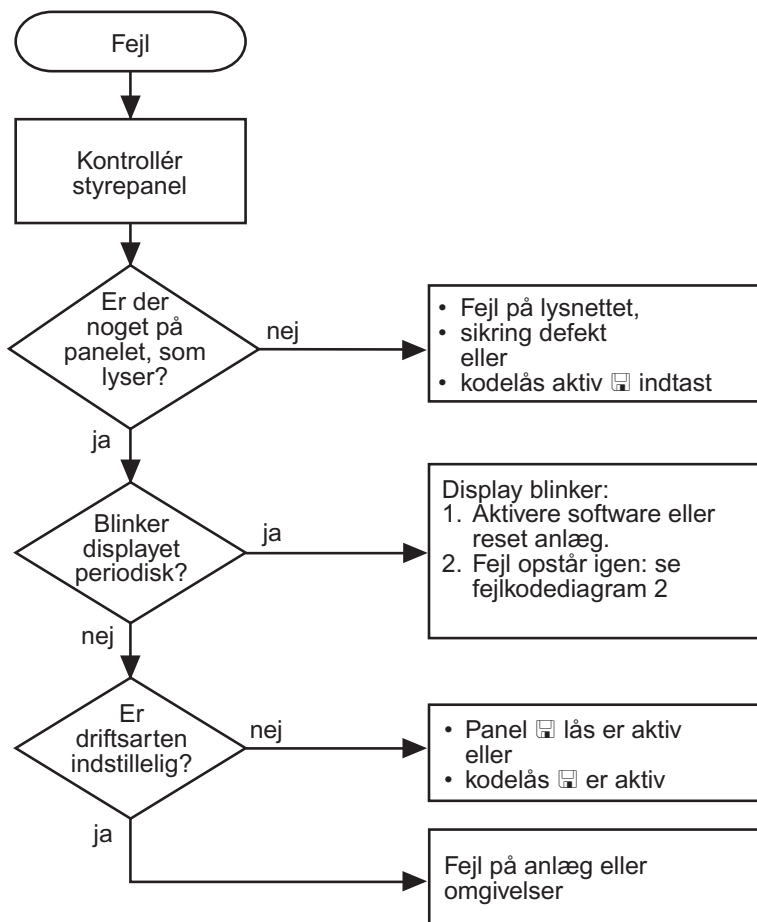 Fejl
Kontrollér
styrepanel
Er der
noget på
panelet, som
lyser?
nej
• Fejl på lysnettet,
• sikring defekt
eller
• kodelås aktiv 🖫 indtast
ja
Blinker
displayet
periodisk?
ja
Display blinker:
1. Aktivere software eller
reset anlæg.
2. Fejl opstår igen: se
fejlkodediagram 2
nej
Er
driftsarten
indstillelig?
nej
• Panel 🖫 lås er aktiv
eller
• kodelås 🖫 er aktiv
ja
Fejl på anlæg eller
omgivelser